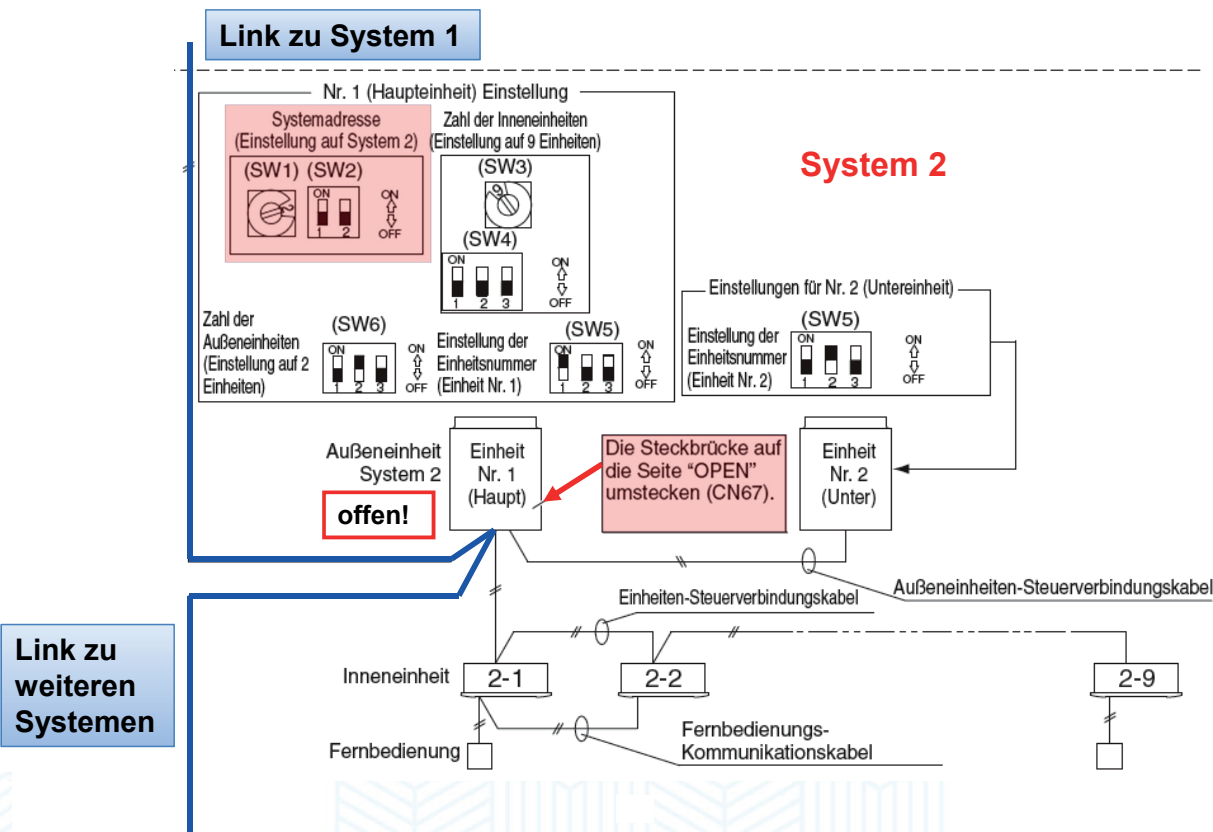 Link zu System 1
Nr. 1 (Haupteinheit) Einstellung
Systemadresse
(Einstellung auf System 2)
(SW1) (SW2)
2
ON
1 2
ON
OFF
Zahl der Inneneinheiten
(Einstellung auf 9 Einheiten)
(SW3)
9
(SW4)
ON
1 2 3
ON
OFF
System 2
Zahl der
Außeneinheiten
(Einstellung auf 2
Einheiten)
(SW6)
ON
1 2 3
ON
OFF
Einstellung der
Einheitsnummer
(Einheit Nr. 1)
(SW5)
ON
1 2 3
ON
OFF
Einstellungen für Nr. 2 (Untereinheit)
Einstellung der
Einheitsnummer
(Einheit Nr. 2)
(SW5)
ON
1 2 3
ON
OFF
Außeneinheit
System 2
offen!
Einheit
Nr. 1
(Haupt)
Die Steckbrücke auf
die Seite “OPEN”
umstecken (CN67).
Einheit
Nr. 2
(Unter)
Außeneinheiten-Steuerverbindungskabel
Einheiten-Steuerverbindungskabel
Link zu
weiteren
Systemen
Inneneinheit
2-1
2-2
2-9
Fernbedienung
Fernbedienungs-
Kommunikationskabel